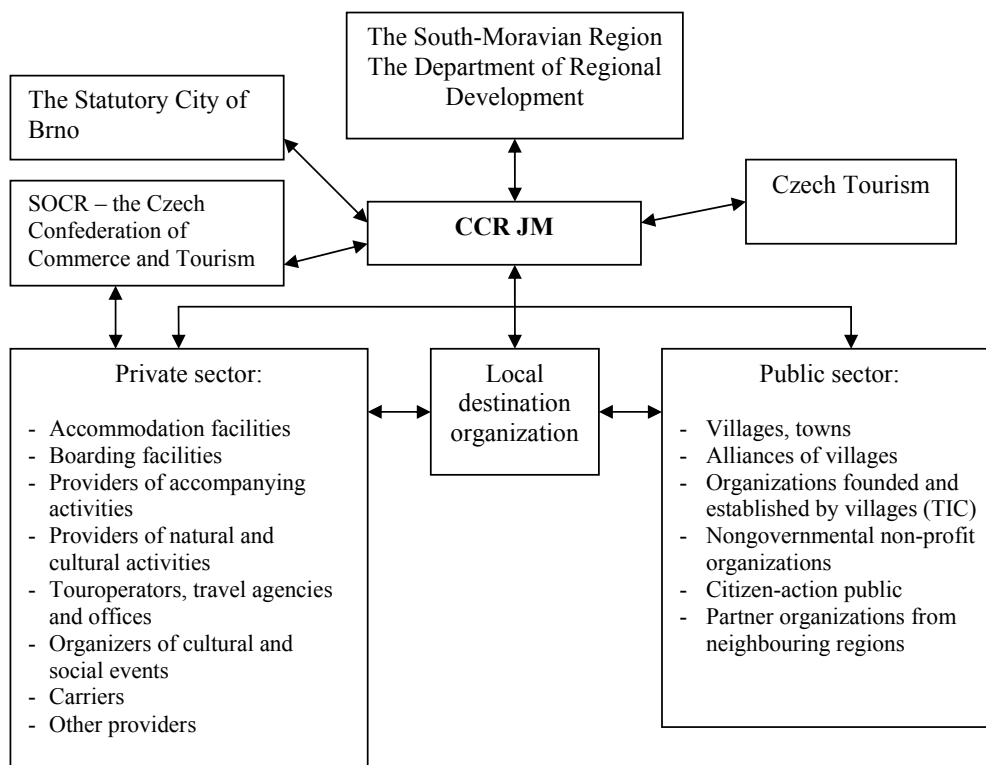 The South-Moravian Region
The Department of Regional
Development
The Statutory City of
Brno
SOCR – the Czech
Confederation of
Commerce and Tourism
CCR JM
Czech Tourism
Private sector:
- Accommodation facilities
- Boarding facilities
- Providers of accompanying
activities
- Providers of natural and
cultural activities
- Touroperators, travel agencies
and offices
- Organizers of cultural and
social events
- Carriers
- Other providers
Local
destination
organization
Public sector:
- Villages, towns
- Alliances of villages
- Organizations founded and
established by villages (TIC)
- Nongovernmental non-profit
organizations
- Citizen-action public
- Partner organizations from
neighbouring regions